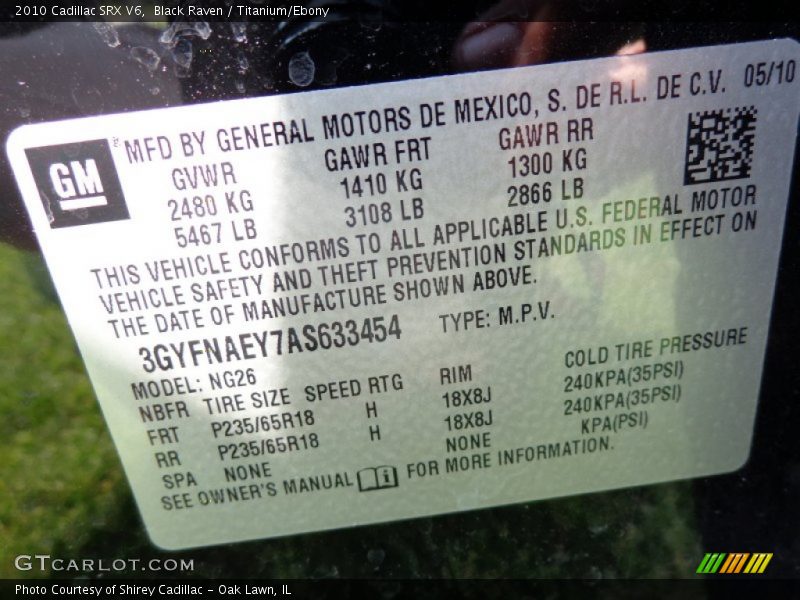 2010 Cadillac SRX V6, Black Raven / Titanium/Ebony
MFD BY GENERAL MOTORS DE MEXICO, S. DE R.L. DE C.V. 05/10
GM
GVWR GAWR FRT GAWR RR
2480 KG 1410 KG 1300 KG
5467 LB 3108 LB 2866 LB
THIS VEHICLE CONFORMS TO ALL APPLICABLE U.S. FEDERAL MOTOR
VEHICLE SAFETY AND THEFT PREVENTION STANDARDS IN EFFECT ON
THE DATE OF MANUFACTURE SHOWN ABOVE.
3GYFNAEY7AS633454 TYPE: M.P.V.
MODEL: NG26
NBFR TIRE SIZE SPEED RTG RIM COLD TIRE PRESSURE
FRT P235/65R18 H 18X8J 240KPA(35PSI)
RR P235/65R18 H 18X8J 240KPA(35PSI)
SPA NONE NONE KPA(PSI)
SEE OWNER'S MANUAL i FOR MORE INFORMATION.
GTCARLOT.COM
Photo Courtesy of Shirey Cadillac - Oak Lawn, IL